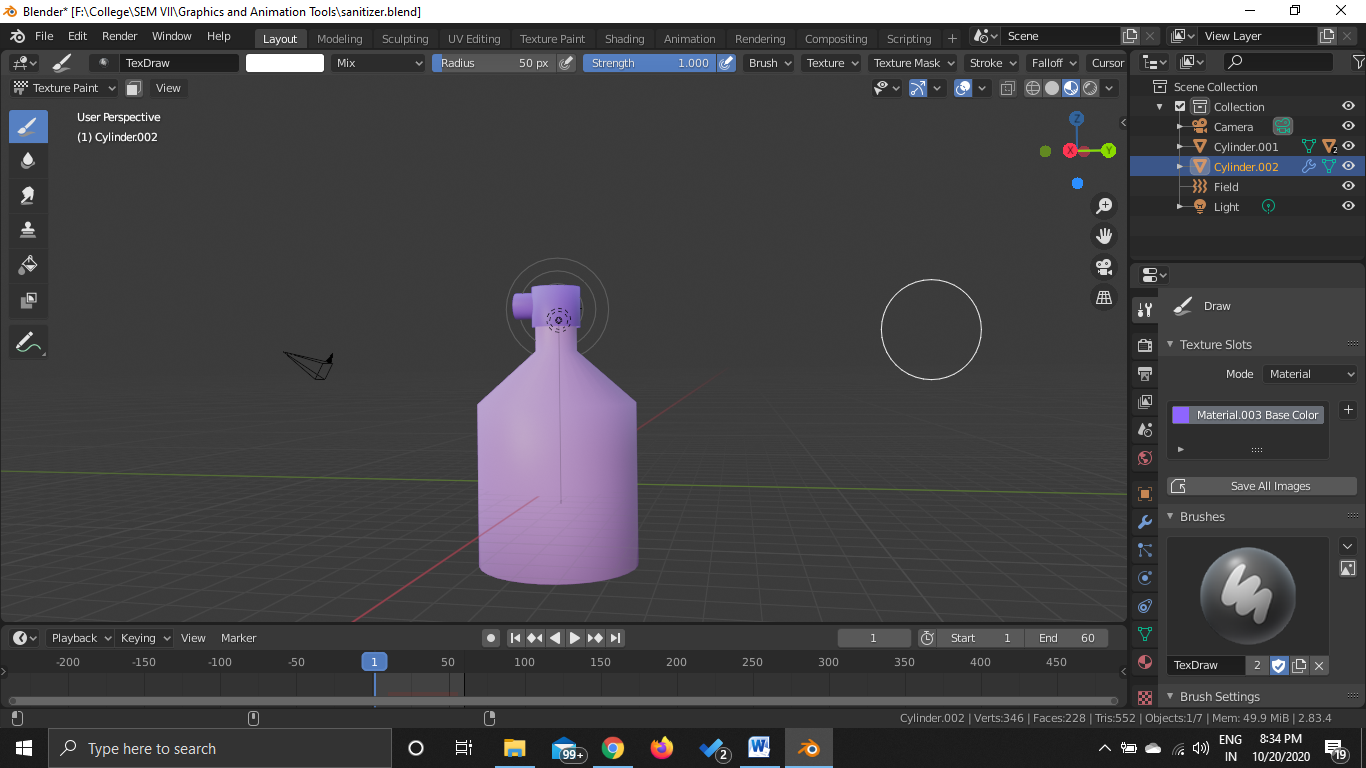 Blender* [F:\College\SEM VII\Graphics and Animation Tools\sanitizer.blend]
File Edit Render Window Help Layout Modeling Sculpting UV Editing Texture Paint Shading Animation Rendering Compositing Scripting + Scene View Layer
TexDraw Mix Radius 50 px Strength 1.000 Brush Texture Texture Mask Stroke Falloff Cursor
Texture Paint View
User Perspective
(1) Cylinder.002
Z
X
Y
Scene Collection
Collection
Camera
Cylinder.001 2
Cylinder.002
Field
Light
Draw
Texture Slots
Mode Material
Material.003 Base Color
Save All Images
Brushes
TexDraw 2
Brush Settings
Playback Keying View Marker 1 Start 1 End 60
-200 -150 -100 -50 1 50 100 150 200 250 300 350 400 450
Cylinder.002 | Verts:346 | Faces:228 | Tris:552 | Objects:1/7 | Mem: 49.9 MiB | 2.83.4
Type here to search
99+
2
W
ENG
IN
8:34 PM
10/20/2020
19